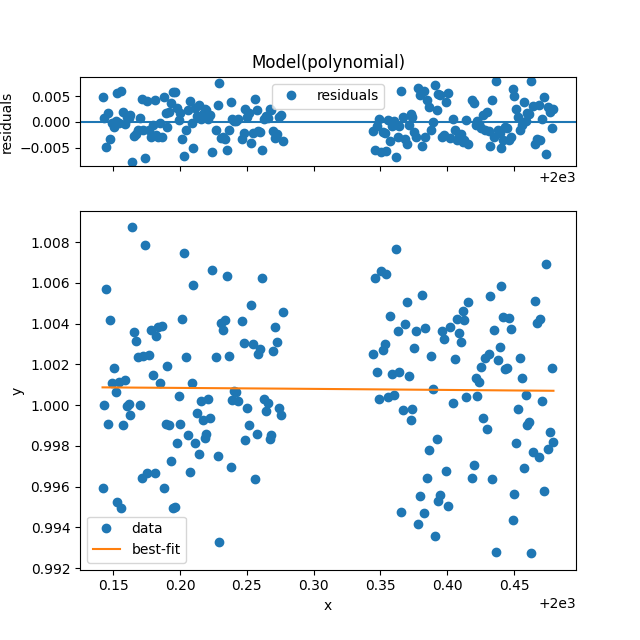 Model(polynomial)
residuals
0.005
0.000
−0.005
residuals
+2e3
1.008
1.006
1.004
1.002
1.000
0.998
0.996
0.994
0.992
y
data
best-fit
0.15 0.20 0.25 0.30 0.35 0.40 0.45
x
+2e3